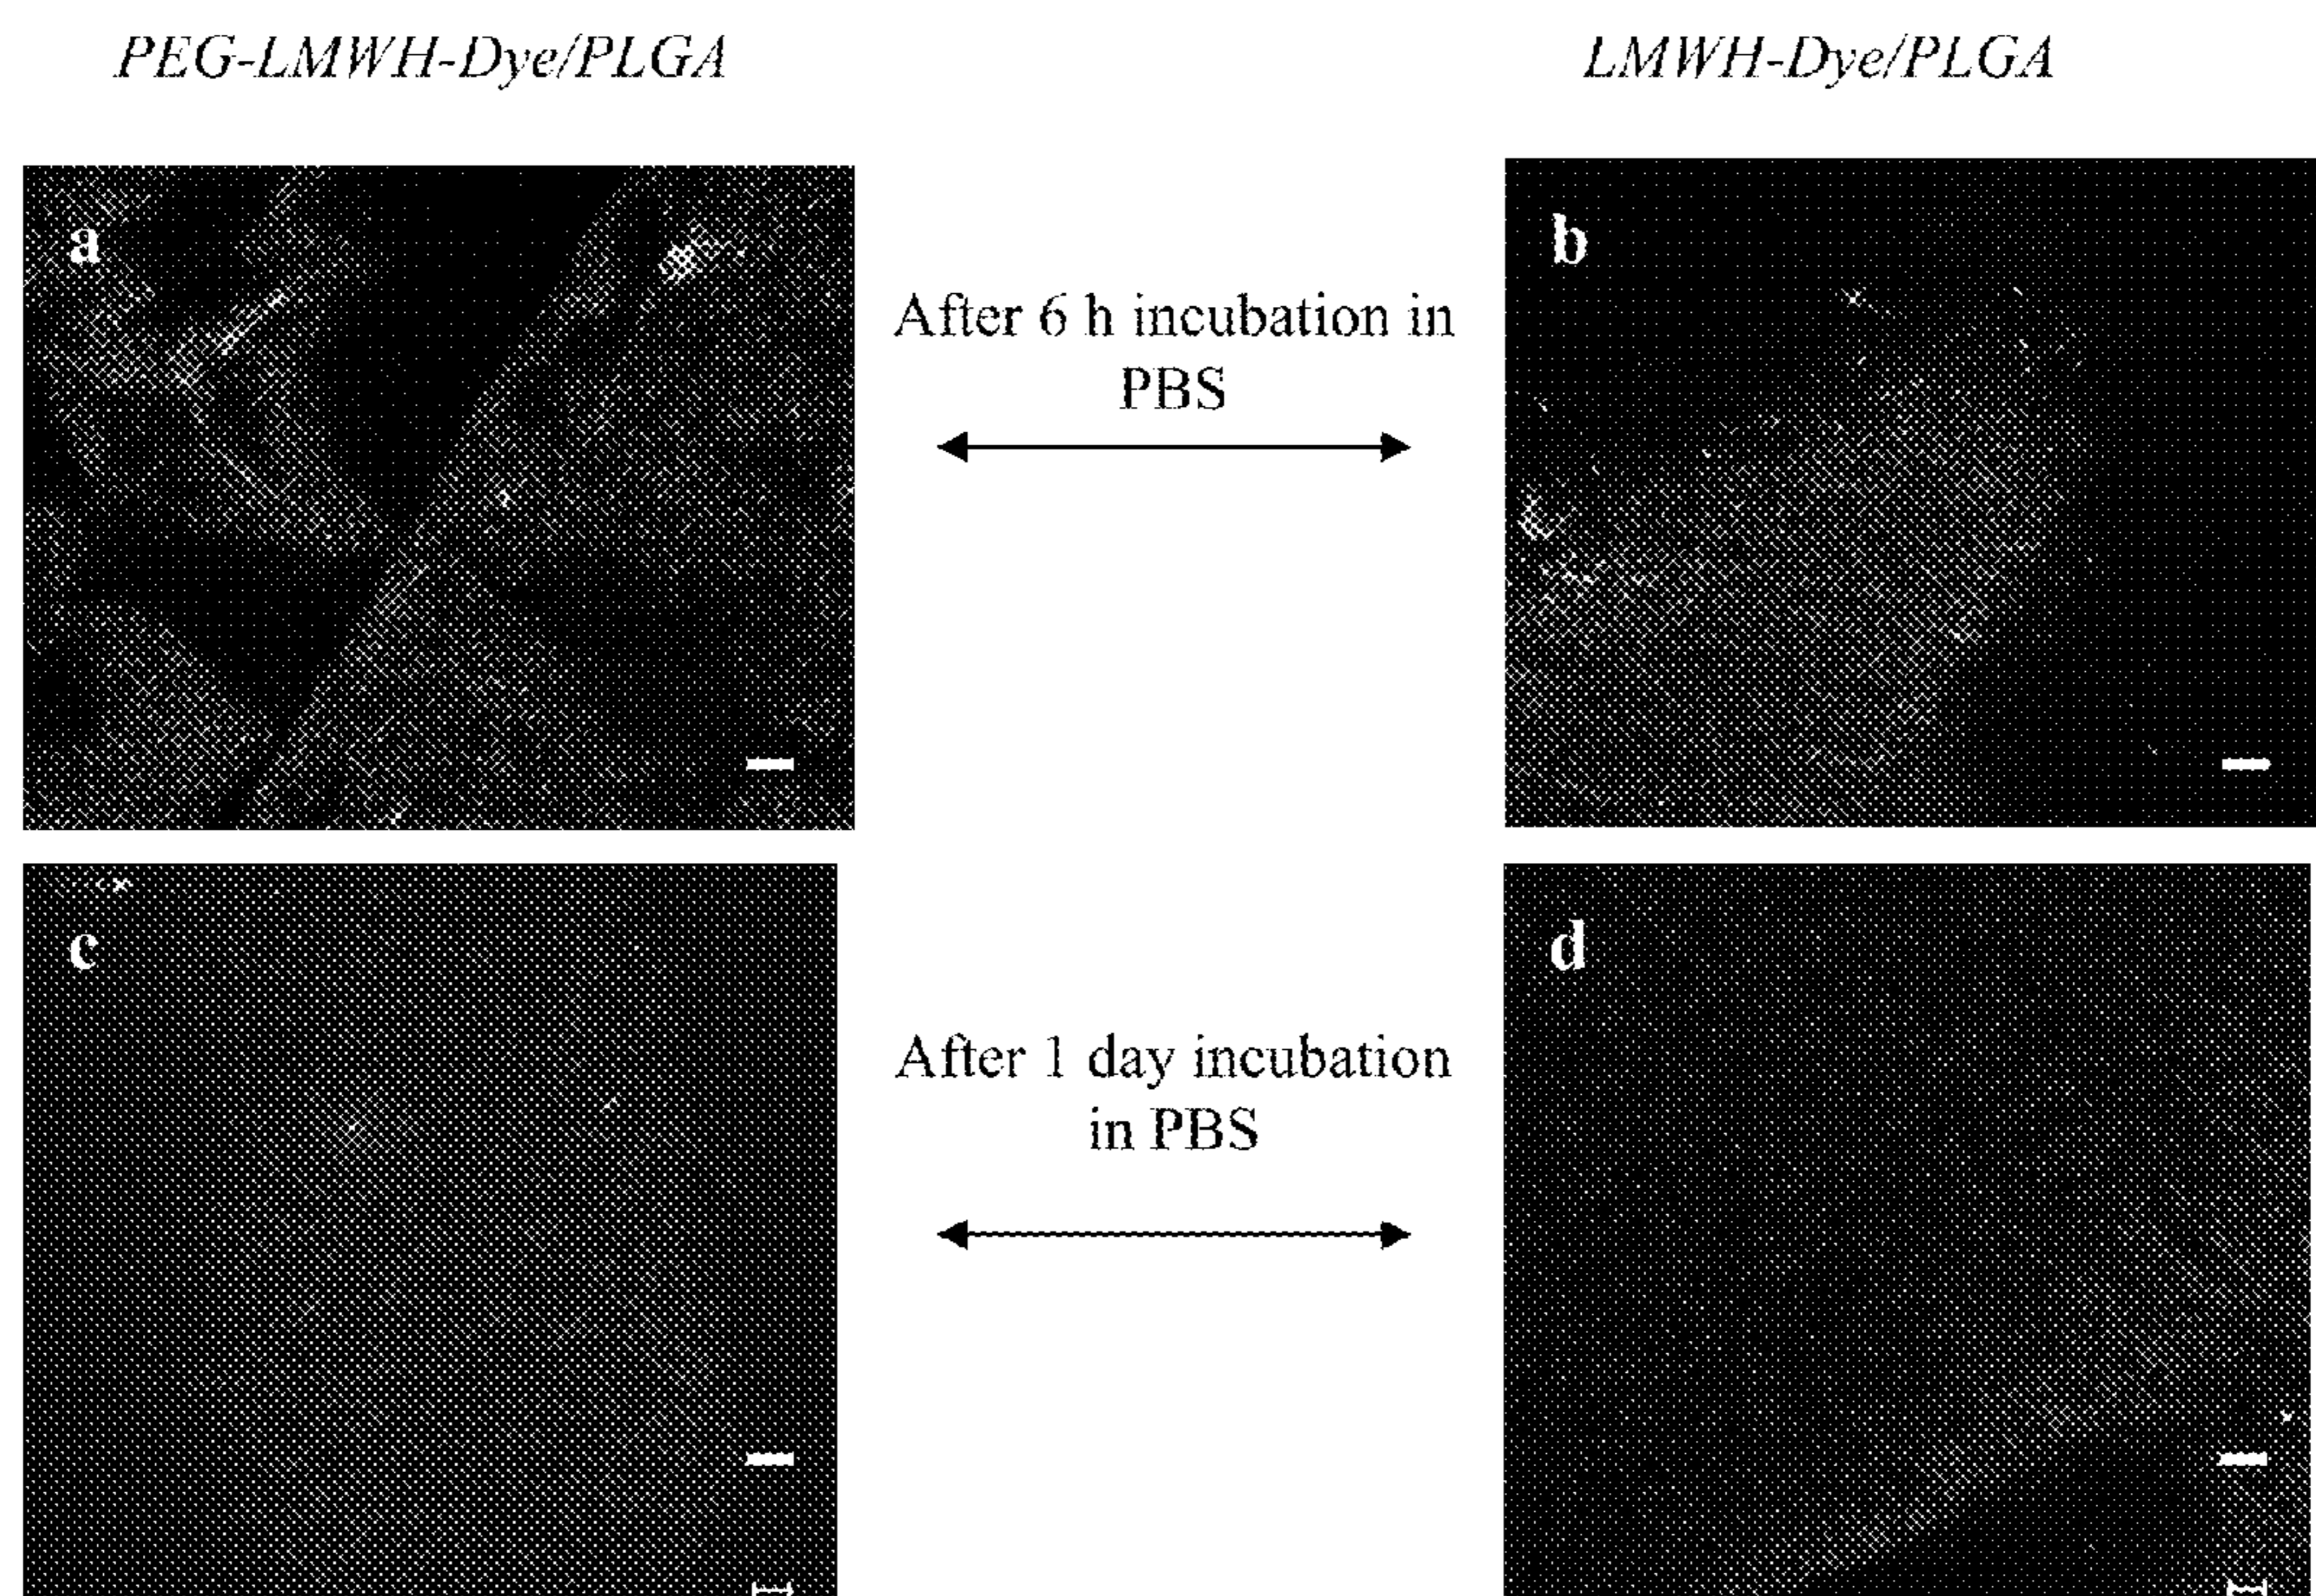 PEG-LMWH-Dye/PLGA
LMWH-Dye/PLGA
a
After 6 h incubation in
PBS
b
c
After 1 day incubation
in PBS
d